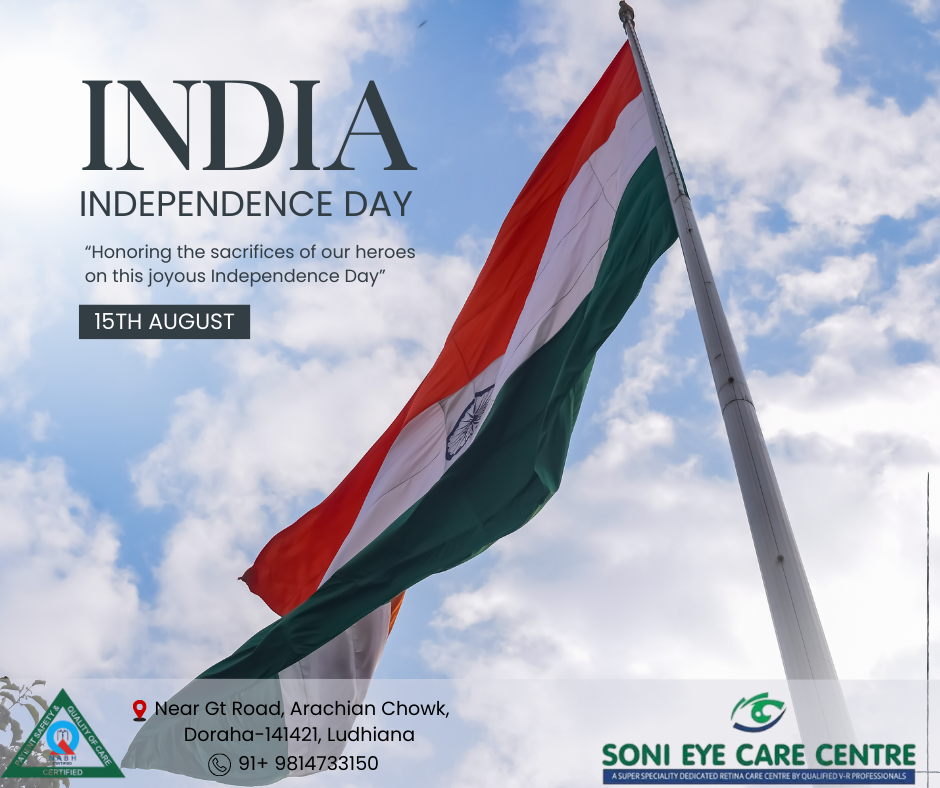 INDIA
INDEPENDENCE DAY
“Honoring the sacrifices of our heroes
on this joyous Independence Day”
15TH AUGUST
Near Gt Road, Arachian Chowk,
Doraha-141421, Ludhiana
91+ 9814733150
PATIENT SAFETY &
QUALITY OF CARE
NABH
CERTIFIED
SONI EYE CARE CENTRE
A SUPER SPECIALITY DEDICATED RETINA CARE CENTRE BY QUALIFIED V-R PROFESSIONALS